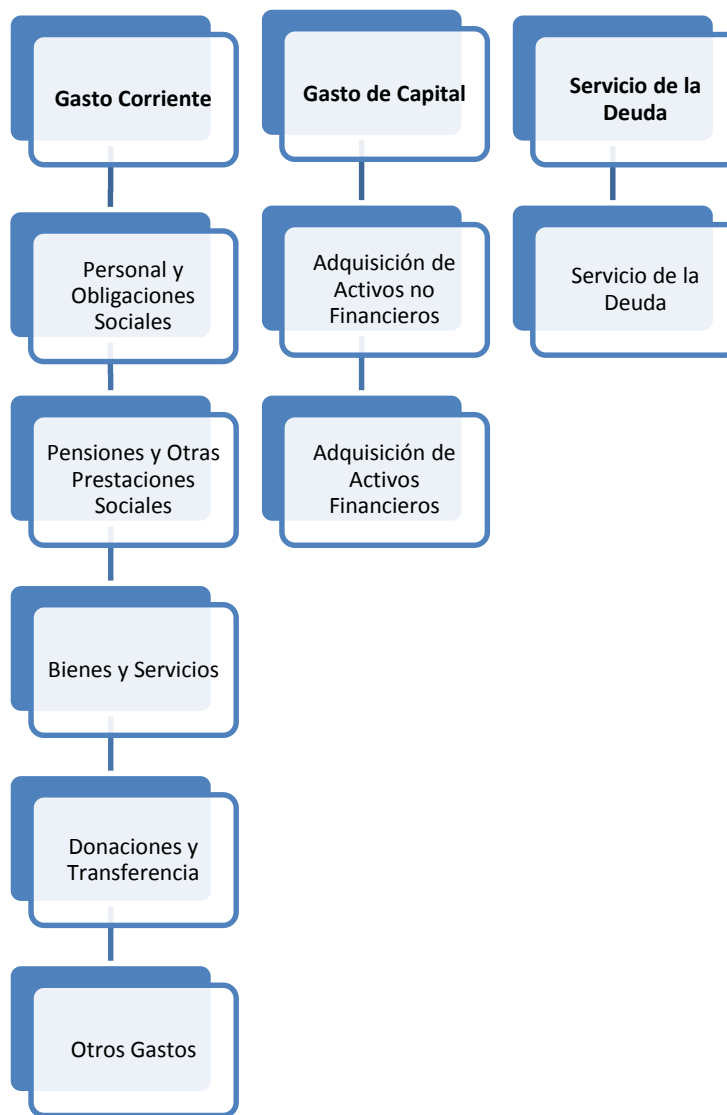 Gasto Corriente
Personal y
Obligaciones
Sociales
Pensiones y Otras
Prestaciones
Sociales
Bienes y Servicios
Donaciones y
Transferencia
Otros Gastos
Gasto de Capital
Adquisición de
Activos no
Financieros
Adquisición de
Activos
Financieros
Servicio de la
Deuda
Servicio de la
Deuda